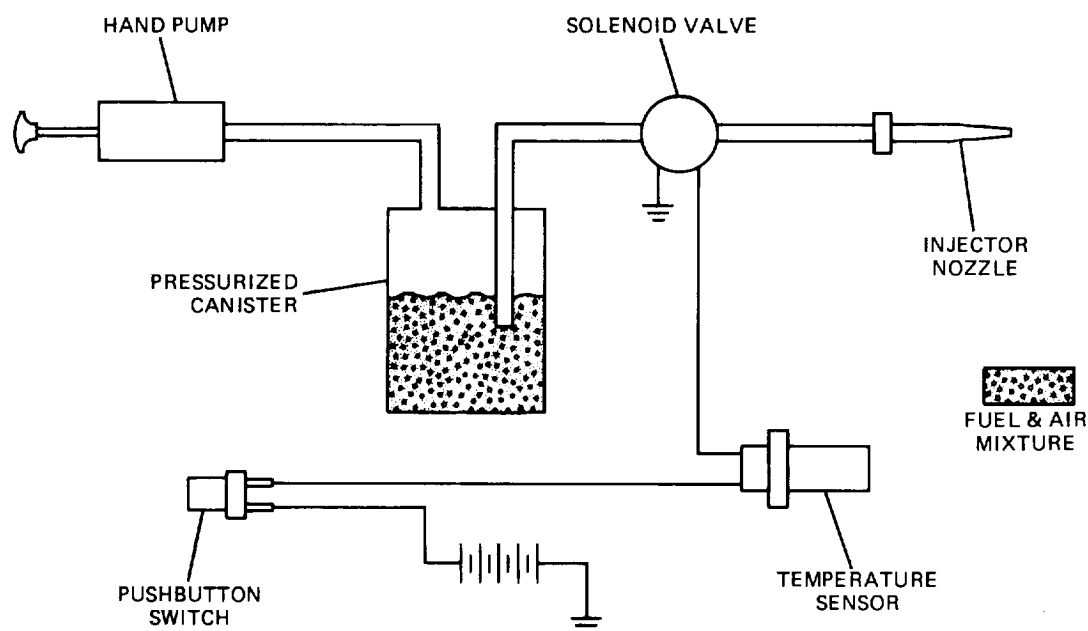 HAND PUMP
SOLENOID VALVE
INJECTOR
NOZZLE
PRESSURIZED
CANISTER
FUEL & AIR
MIXTURE
PUSHBUTTON
SWITCH
TEMPERATURE
SENSOR